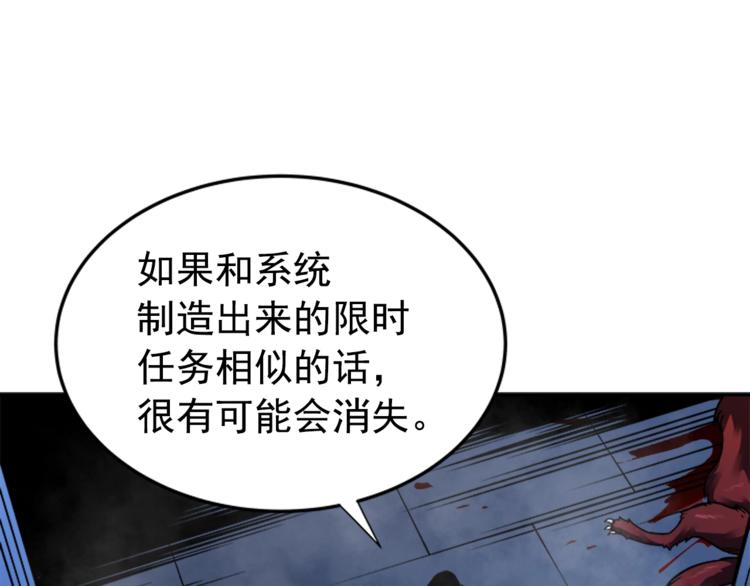 如果和系统
制造出来的限时
任务相似的话，
很有可能会消失。